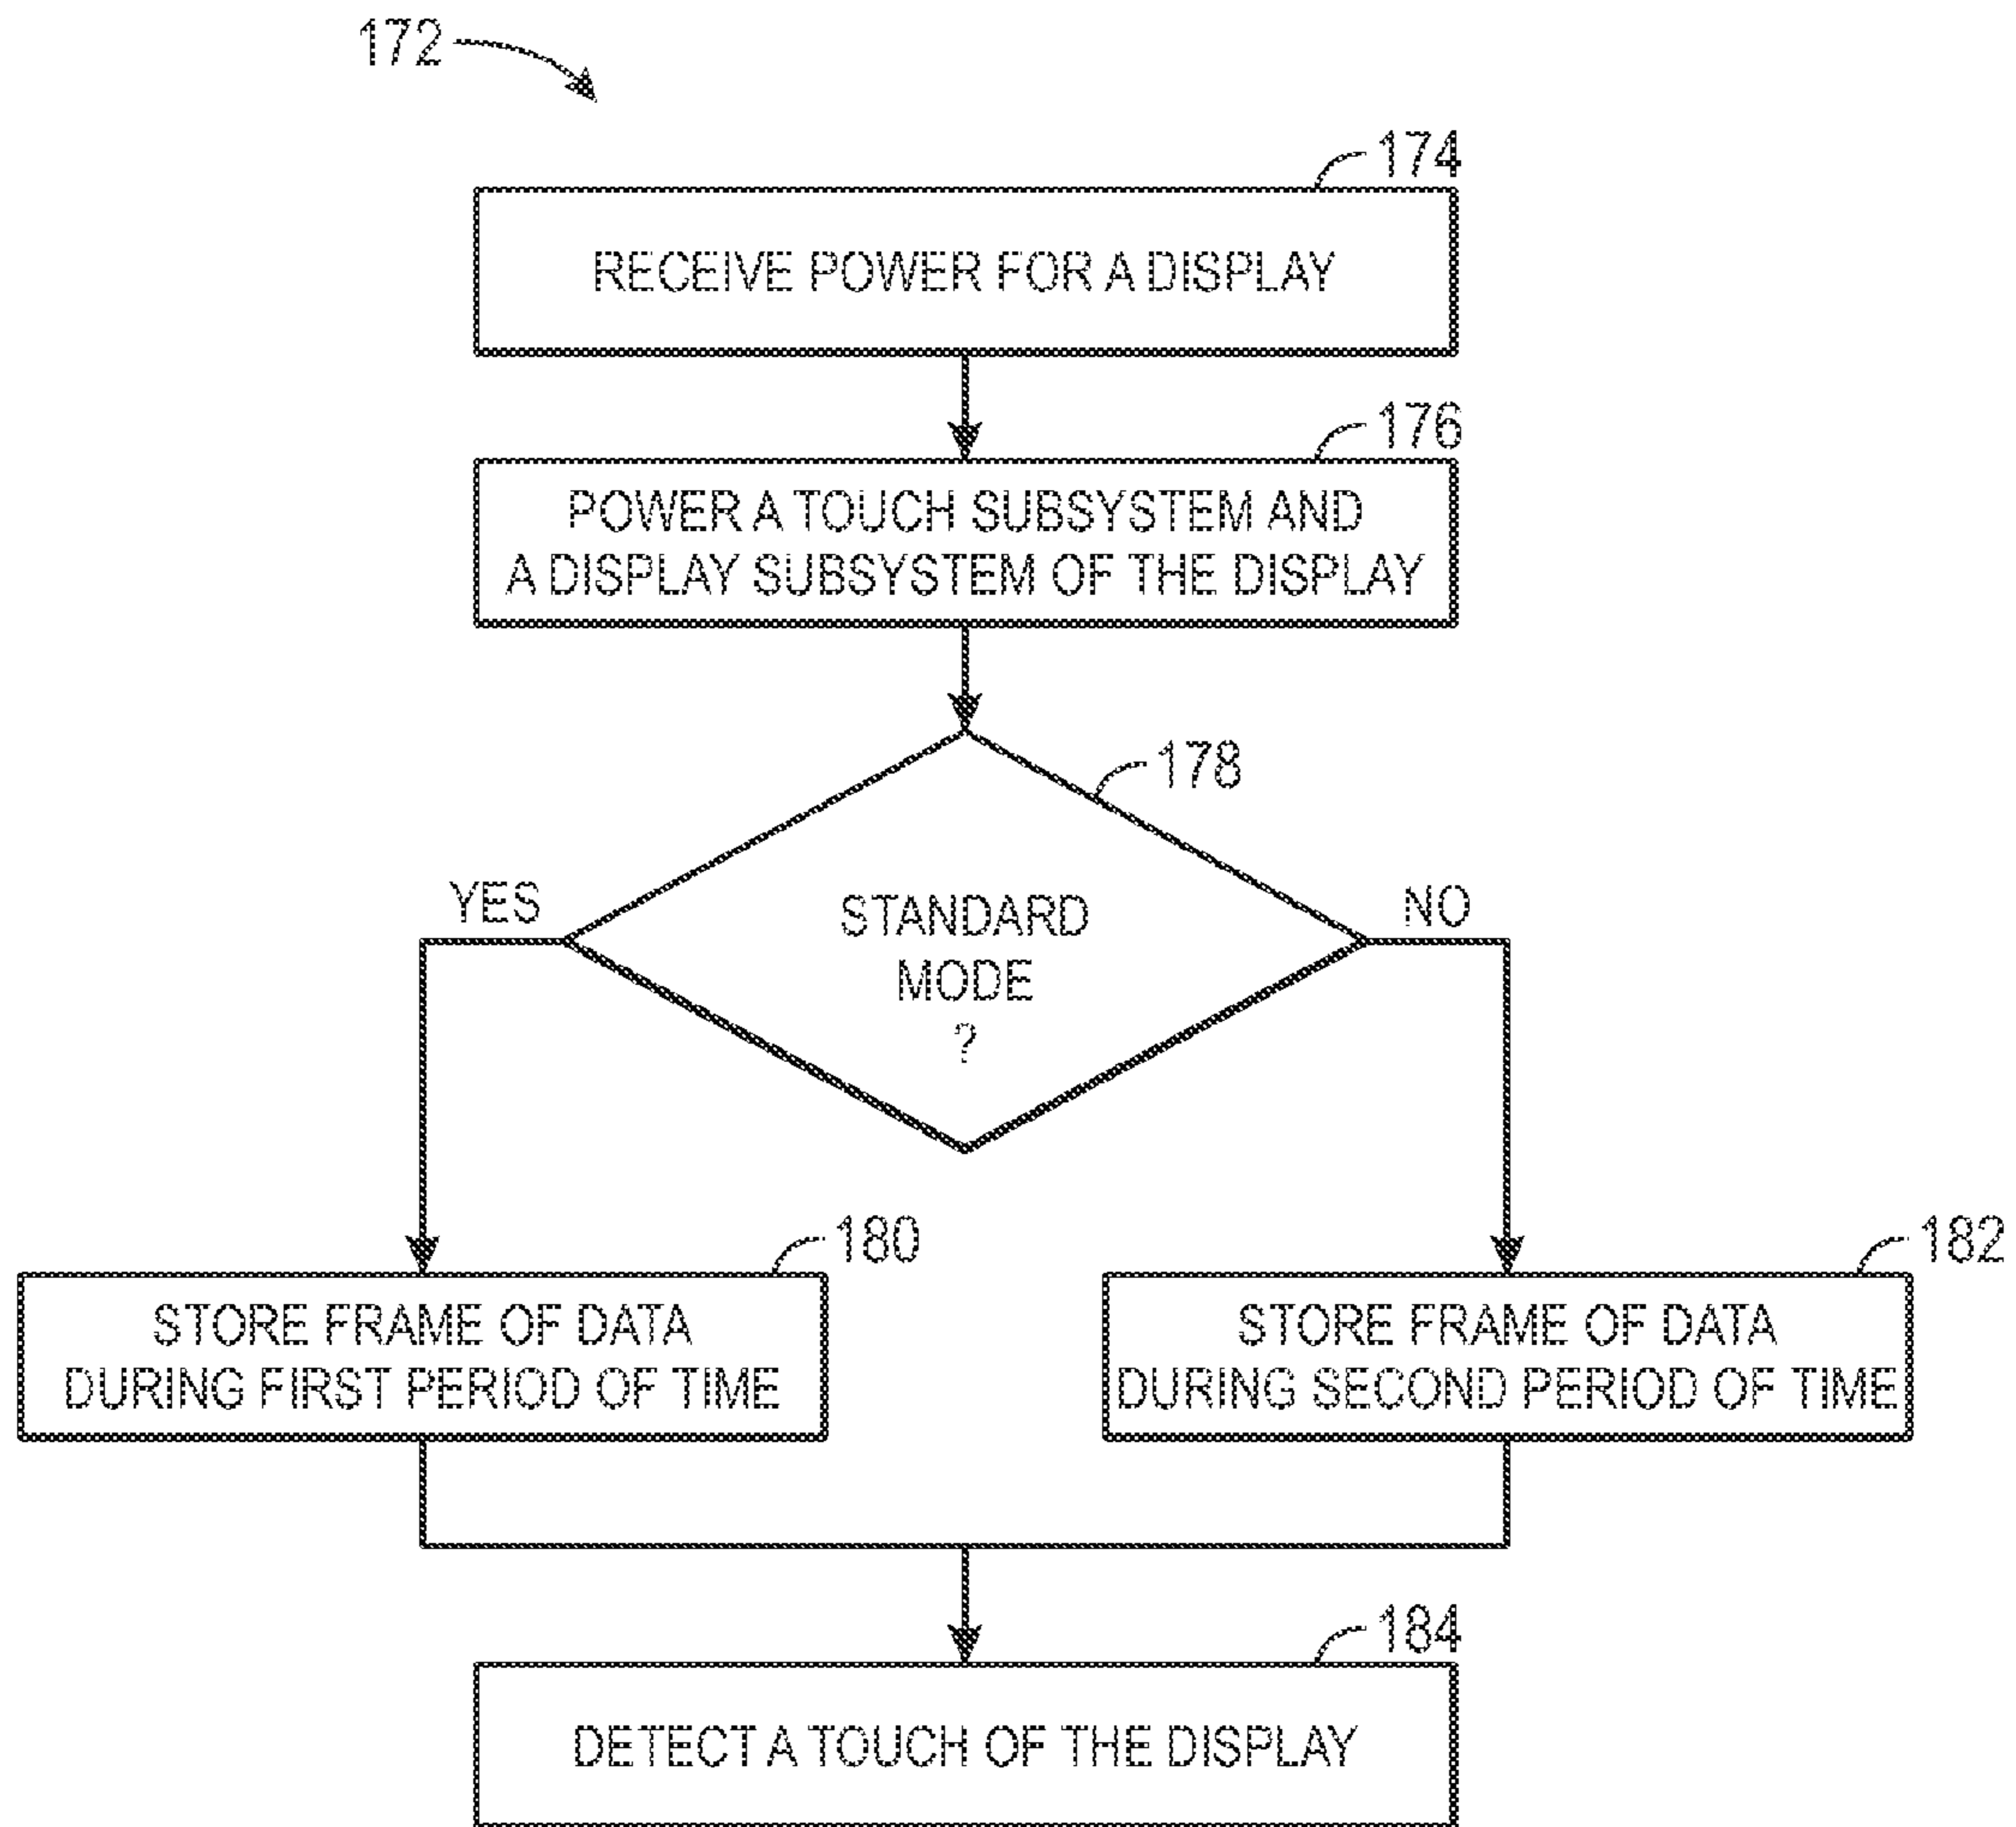 172
174
RECEIVE POWER FOR A DISPLAY
176
POWER A TOUCH SUBSYSTEM AND
A DISPLAY SUBSYSTEM OF THE DISPLAY
178
YES
NO
STANDARD
MODE
?
180
182
STORE FRAME OF DATA
DURING FIRST PERIOD OF TIME
STORE FRAME OF DATA
DURING SECOND PERIOD OF TIME
184
DETECT A TOUCH OF THE DISPLAY